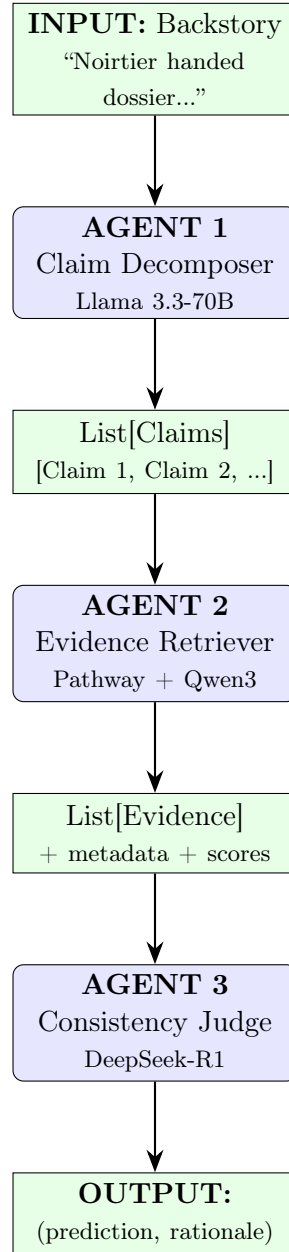 INPUT: Backstory
“Noirtier handed
dossier...”
AGENT 1
Claim Decomposer
Llama 3.3-70B
List[Claims]
[Claim 1, Claim 2, ...]
AGENT 2
Evidence Retriever
Pathway + Qwen3
List[Evidence]
+ metadata + scores
AGENT 3
Consistency Judge
DeepSeek-R1
OUTPUT:
(prediction, rationale)